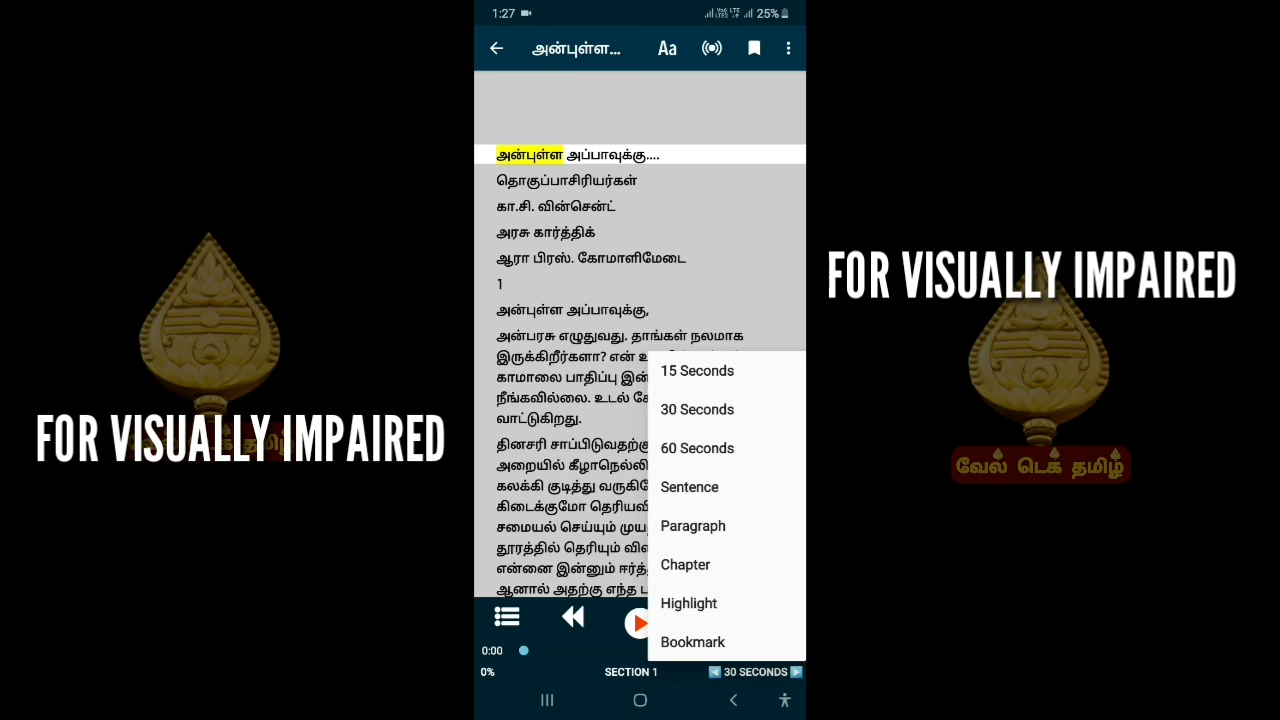 1:27
25%
அன்புள்ள...
Aa
அன்புள்ள அப்பாவுக்கு....
தொகுப்பாசிரியர்கள்
கா.சி. வின்சென்ட்
அரசு கார்த்திக்
ஆரா பிரஸ். கோமாளிமேடை
1
அன்புள்ள அப்பாவுக்கு,
அன்பரசு எழுதுவது. தாங்கள் நலமாக
இருக்கிறீர்களா? என்
காமாலை பாதிப்பு
நீங்கவில்லை. உடல்
வாட்டுகிறது.
தினசரி சாப்பிடுவதற்கு
அறையில்
கலக்கி குடித்து
கிடைக்குமோ
சமையல் செய்யும்
தூரத்தில் தெரியும்
என்னை இன்னும்
ஆனால் அதற்கு எந்த
15 Seconds
30 Seconds
60 Seconds
Sentence
Paragraph
Chapter
Highlight
Bookmark
0:00
0%
SECTION 1
30 SECONDS
FOR VISUALLY IMPAIRED
FOR VISUALLY IMPAIRED
வேல் டெக் தமிழ்